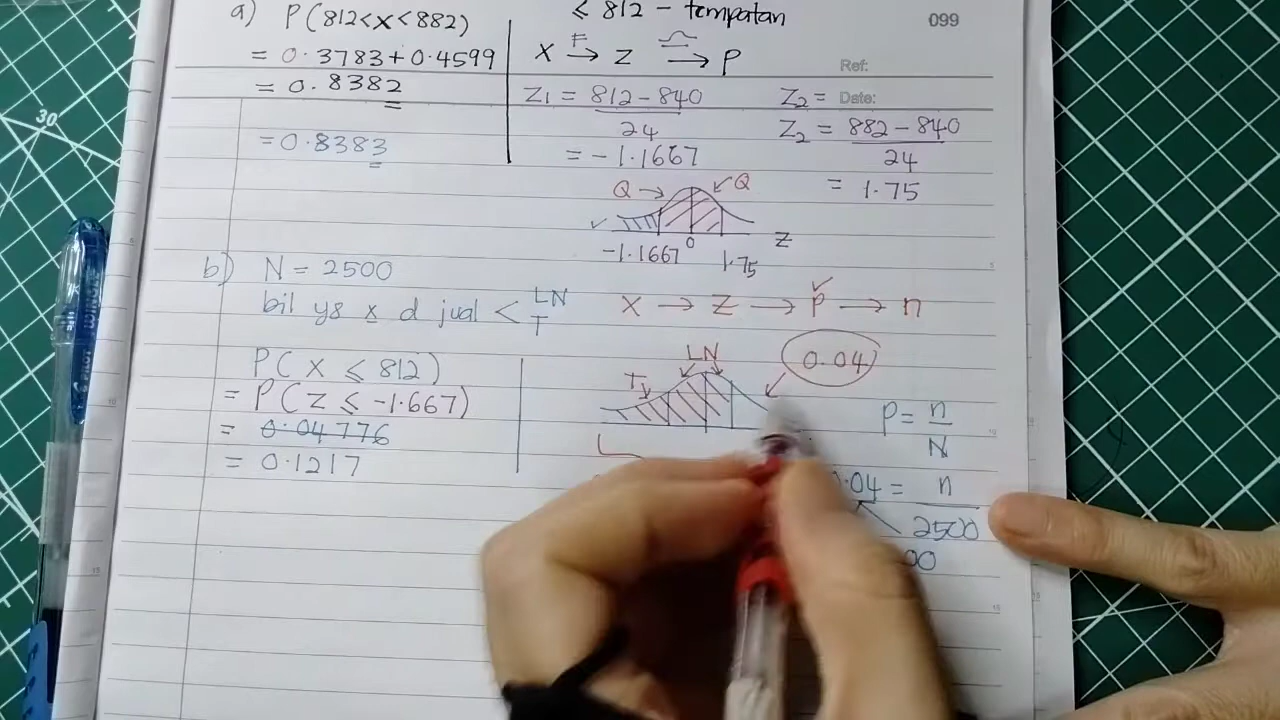 a) P(812<x<882)
= 0.3783+0.4599
= 0.8382
= 0.8383
≤ 812 - tempatan
X →F Z → P
Z1 = 812-840
24
= -1.1667
099
Ref:
Z2 = Date:
Z2 = 882-840
24
= 1.75
Q Q
-1.1667 0 1.75 Z
b) N = 2500
bil yg x d jual < LN
T
X → Z → P → n
P(X ≤ 812)
= P(Z ≤ -1.667)
= 0.04776
= 0.1217
T LN 0.04
P = n
N
0.04 = n
2500
00
30